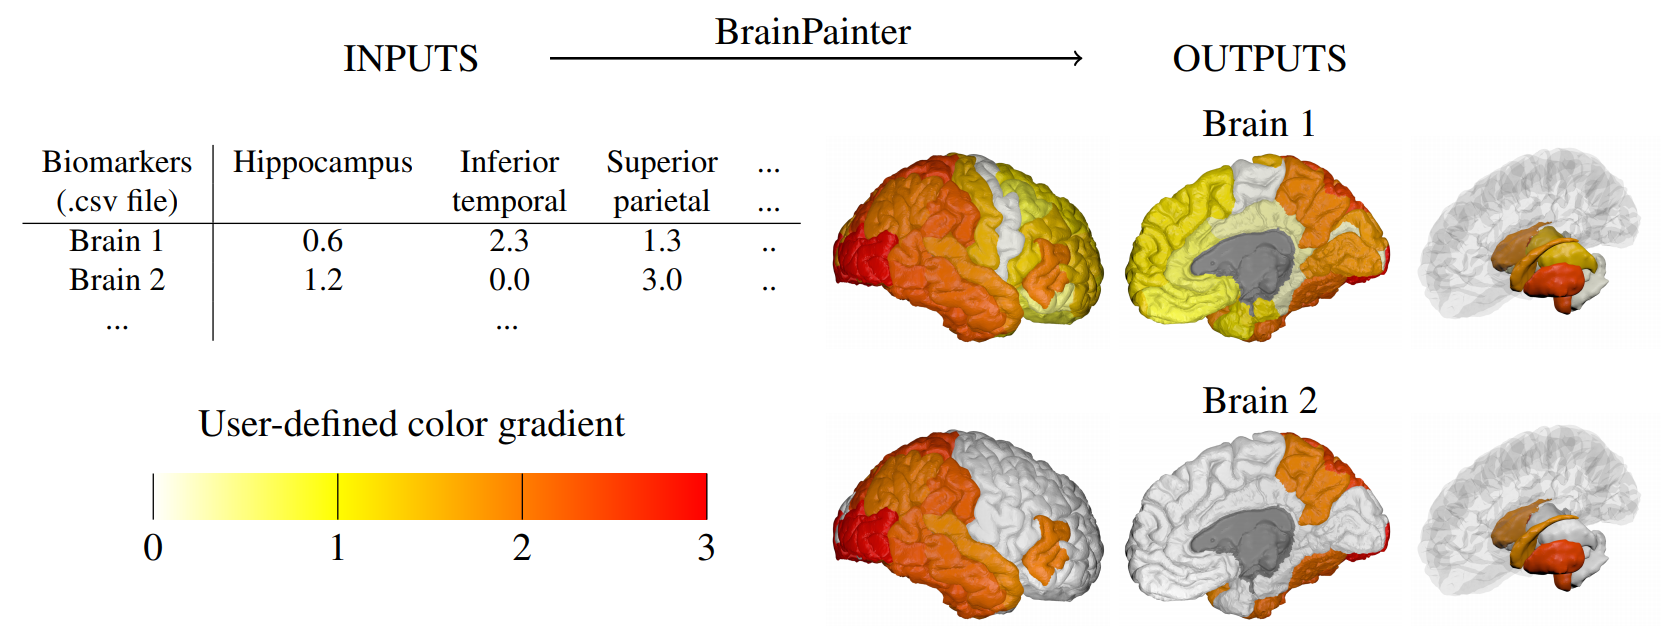 BrainPainter
INPUTS
OUTPUTS
Biomarkers Hippocampus Inferior Superior ...
(.csv file) temporal parietal ...
Brain 1 0.6 2.3 1.3 ..
Brain 2 1.2 0.0 3.0 ..
... ...
User-defined color gradient
0 1 2 3
Brain 1
Brain 2